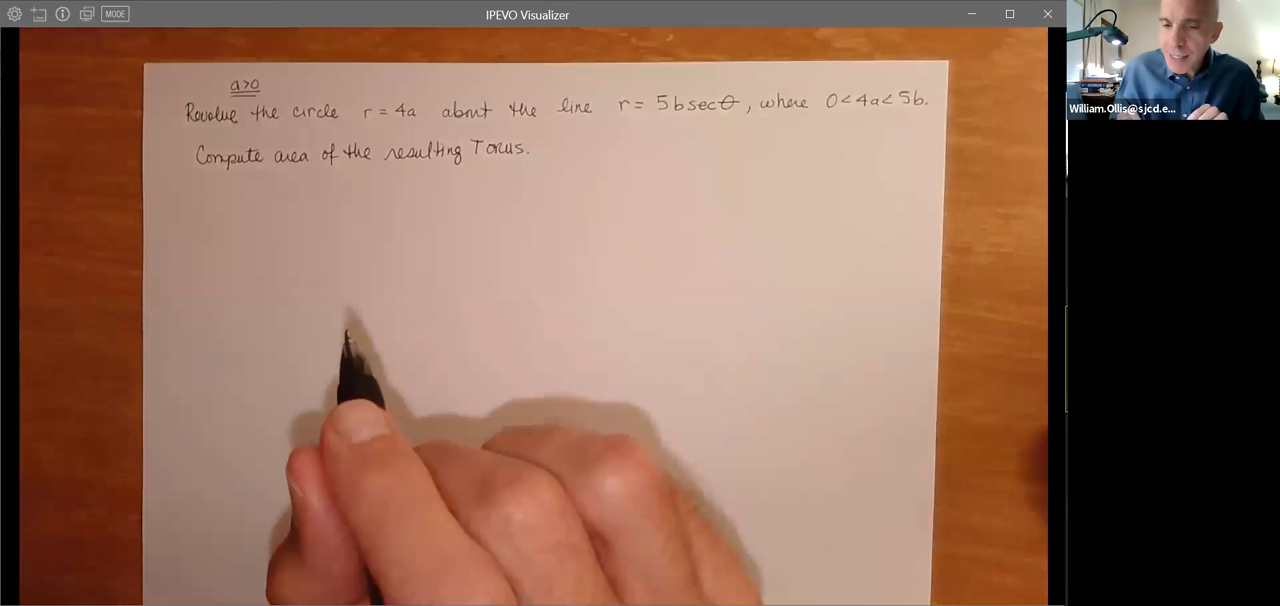 MODE
IPEVO Visualizer
a>0
Revolve the circle r = 4a about the line r = 5b secθ, where 0<4a<5b.
Compute area of the resulting Torus.
William.Ollis@sjcd.e...